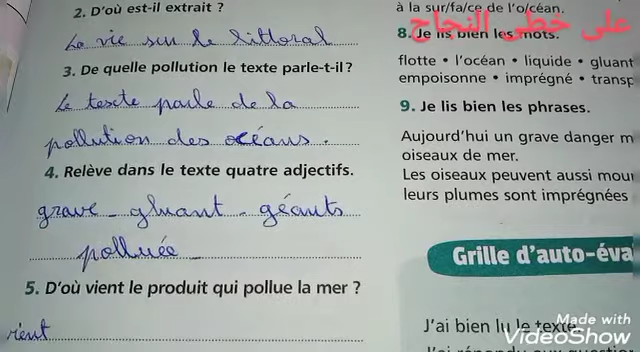 2. D'où est-il extrait ?
La vie sur le littoral
3. De quelle pollution le texte parle-t-il ?
Le texte parle de la
pollution des océans.
4. Relève dans le texte quatre adjectifs.
grave - gluant - géants
polluée -
5. D'où vient le produit qui pollue la mer ?
vient
à la sur/fa/ce de l'o/céan.
على خطى النجاح
8. Je lis bien les mots.
flotte • l'océan • liquide • gluant
empoisonne • imprégné • transp
9. Je lis bien les phrases.
Aujourd'hui un grave danger m
oiseaux de mer.
Les oiseaux peuvent aussi mour
leurs plumes sont imprégnées
Grille d'auto-éva
J'ai bien lu le texte.
J'ai répondu aux question
Made with
VideoShow